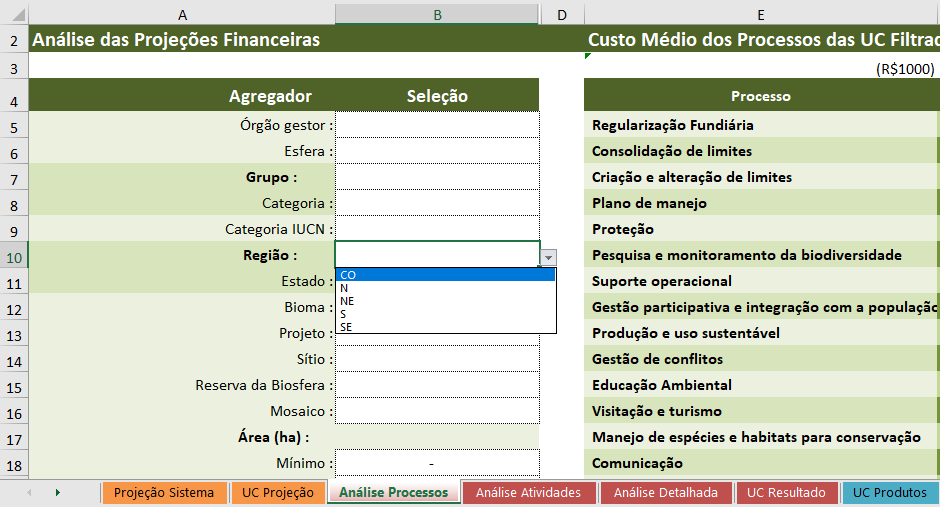 A B D E
2 Análise das Projeções Financeiras Custo Médio dos Processos das UC Filtrad
3 (R$1000)
4 Agregador Seleção Processo
5 Órgão gestor : Regularização Fundiária
6 Esfera : Consolidação de limites
7 Grupo : Criação e alteração de limites
8 Categoria : Plano de manejo
9 Categoria IUCN : Proteção
10 Região : Pesquisa e monitoramento da biodiversidade
CO
11 Estado : Suporte operacional
N
12 Bioma : NE Gestão participativa e integração com a população
S
13 Projeto : SE Produção e uso sustentável
14 Sítio : Gestão de conflitos
15 Reserva da Biosfera : Educação Ambiental
16 Mosaico : Visitação e turismo
17 Área (ha) : Manejo de espécies e habitats para conservação
18 Mínimo : - Comunicação
Projeção Sistema UC Projeção Análise Processos Análise Atividades Análise Detalhada UC Resultado UC Produtos